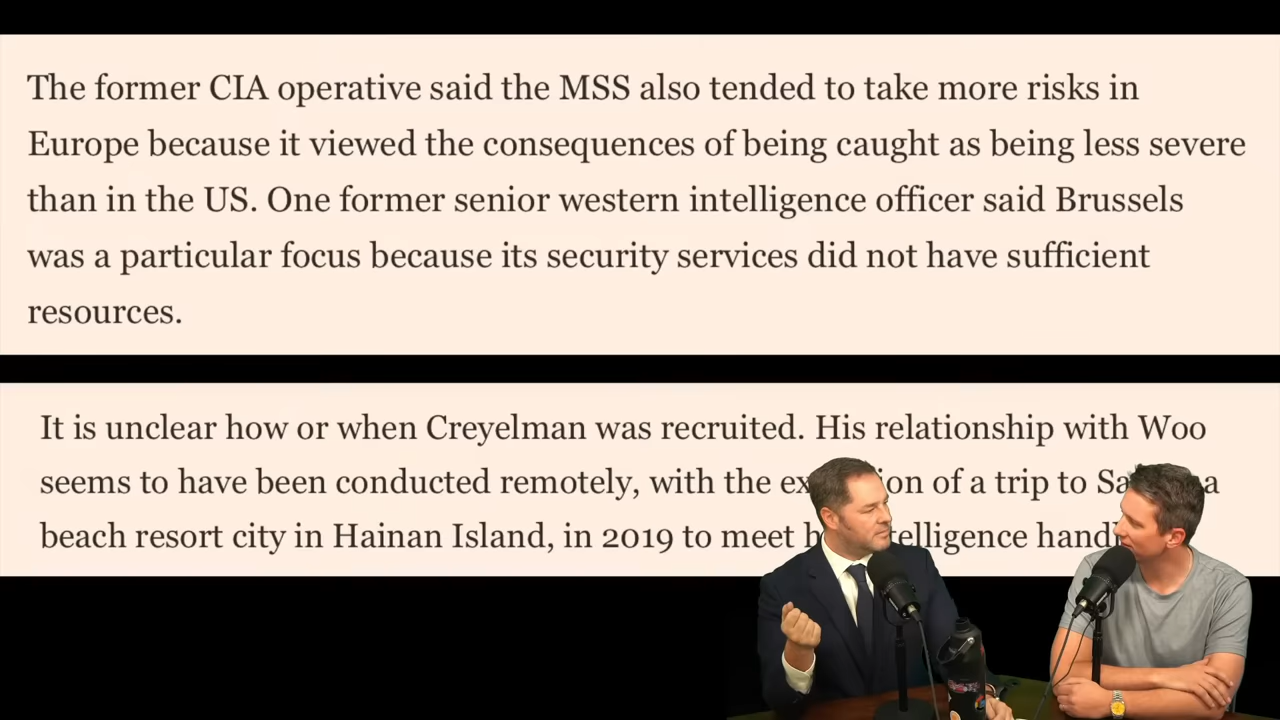 The former CIA operative said the MSS also tended to take more risks in
Europe because it viewed the consequences of being caught as being less severe
than in the US. One former senior western intelligence officer said Brussels
was a particular focus because its security services did not have sufficient
resources.
It is unclear how or when Creyelman was recruited. His relationship with Woo
seems to have been conducted remotely, with the of a trip to
beach resort city in Hainan Island, in 2019 to meet